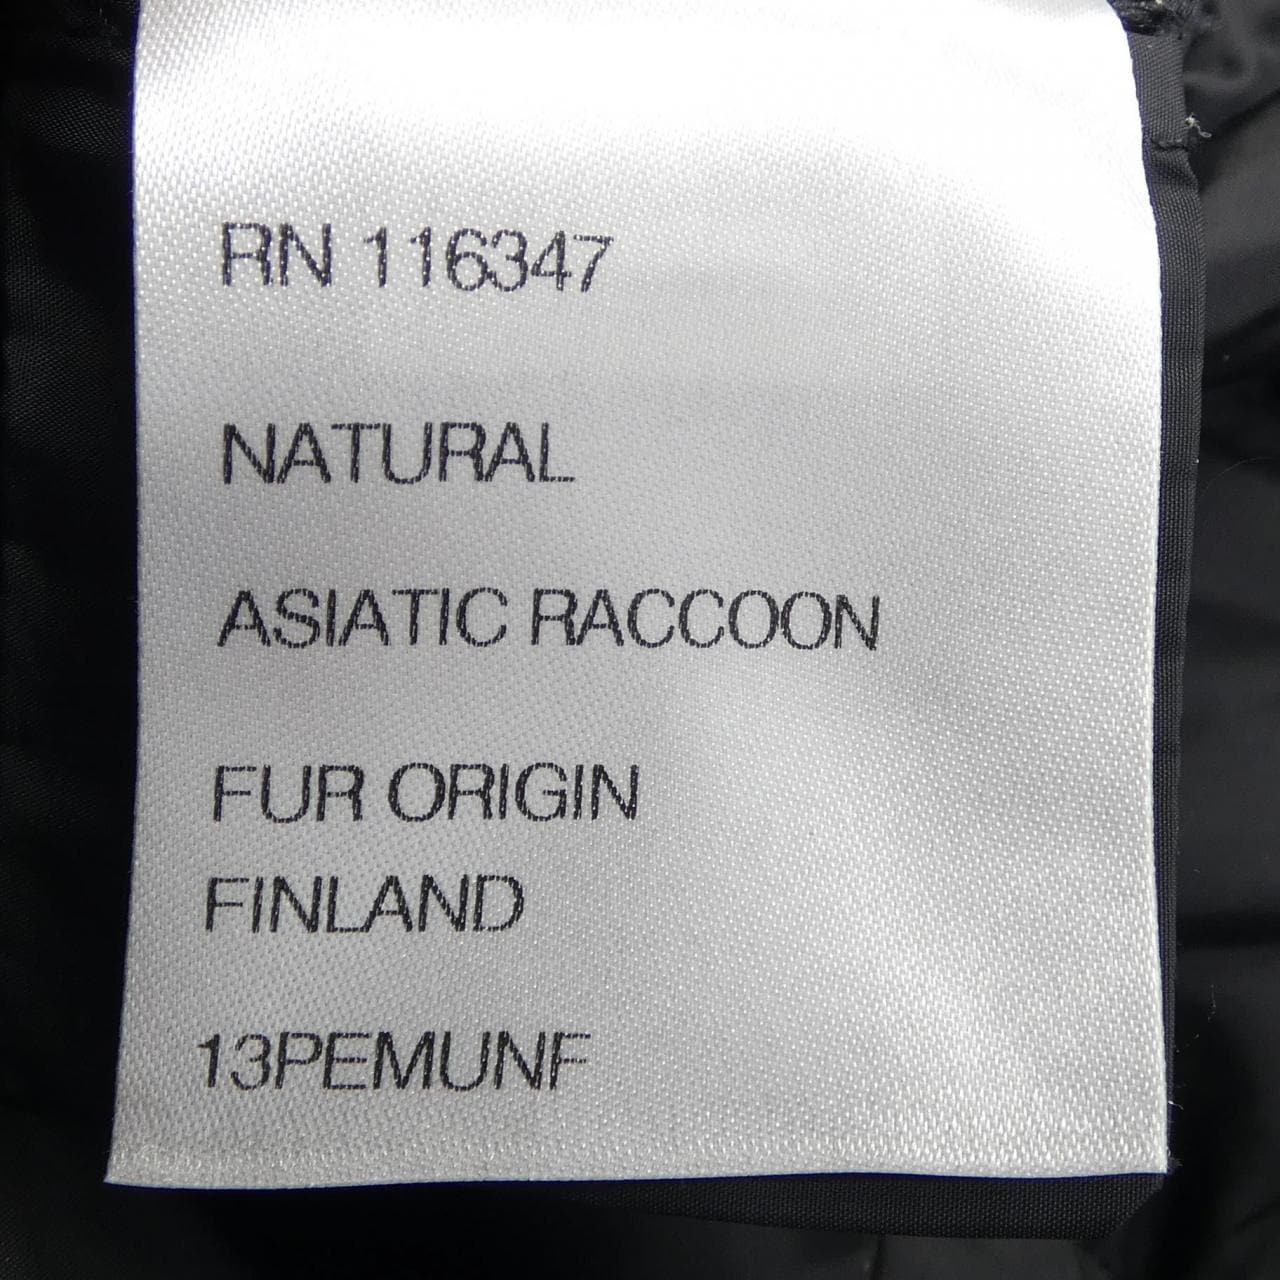 RN 116347
NATURAL
ASIATIC RACCOON
FUR ORIGIN
FINLAND
13PEMUNF